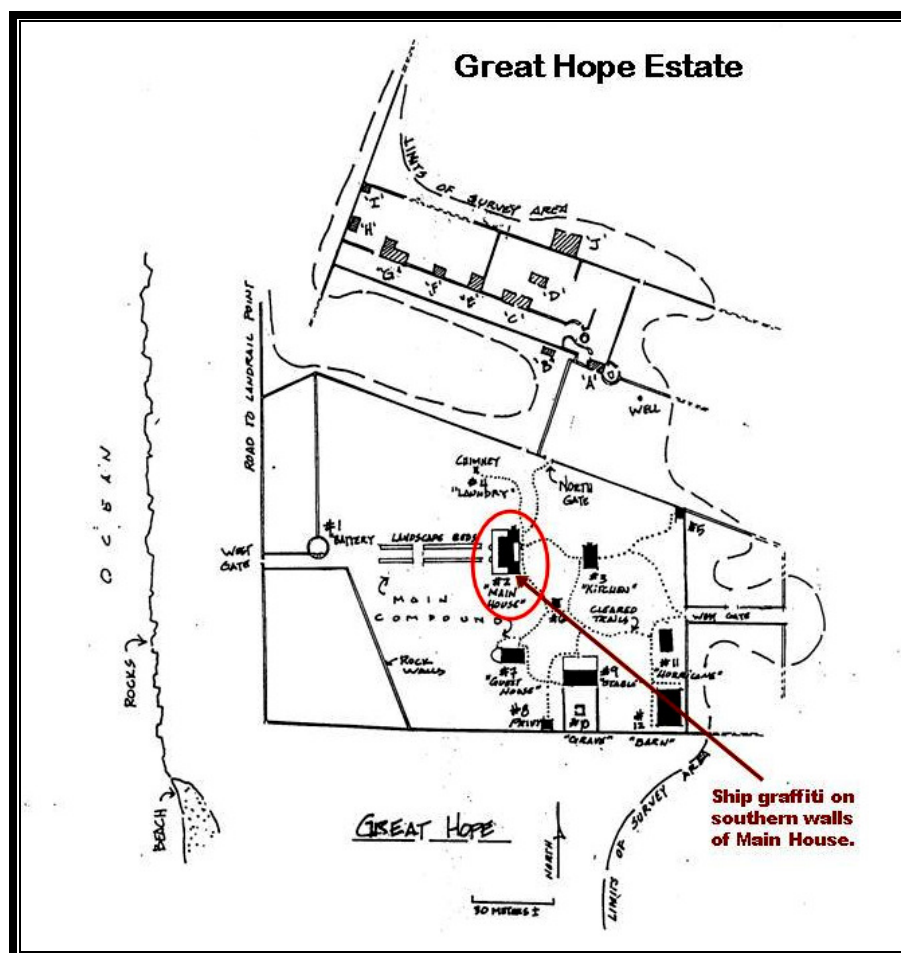 Great Hope Estate
LIMITS OF SURVEY AREA
'I'
'H'
'G'
'F'
'E'
'C'
'D'
'J'
'B'
'A'
WELL
ROAD TO LANDRAIL POINT
OCEAN
CHIMNEY
#4
"LAUNDRY"
NORTH
GATE
#5
#1
"BATTERY"
LANDSCAPE BEDS
WEST
GATE
#2
"MAIN
HOUSE"
#3
"KITCHEN"
MAIN
COMPOUND
#6
CLEARED
TRAILS
WEST GATE
ROCKS
ROCK
WALLS
#7
"GUEST
HOUSE"
#9
"STABLE"
#11
"HURRICANE"
#8
PRIVY
#10
"GRAVE"
#12
"BARN"
BEACH
GREAT HOPE
NORTH
30 METERS ±
LIMITS OF SURVEY AREA
Ship graffiti on
southern walls
of Main House.